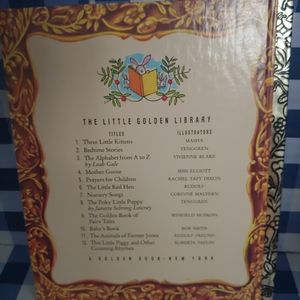 THE LITTLE GOLDEN LIBRARY
TITLES ILLUSTRATORS
1. Three Little Kittens MASHA
2. Bedtime Stories TENGGREN
3. The Alphabet from A to Z VIVIENNE BLAKE
by Leah Gale
4. Mother Goose MISS ELLIOTT
5. Prayers for Children RACHEL TAFT DIXON
6. The Little Red Hen RUDOLF
7. Nursery Songs CORINNE MALVERN
8. The Poky Little Puppy TENGGREN
by Janette Sebring Lowrey
9. The Golden Book of WINFIELD HOSKINS
Fairy Tales
10. Baby's Book BOB SMITH
11. The Animals of Farmer Jones RUDOLF FREUND
12. This Little Piggy and Other ROBERTA PAFLIN
Counting Rhymes
A GOLDEN BOOK · NEW YORK